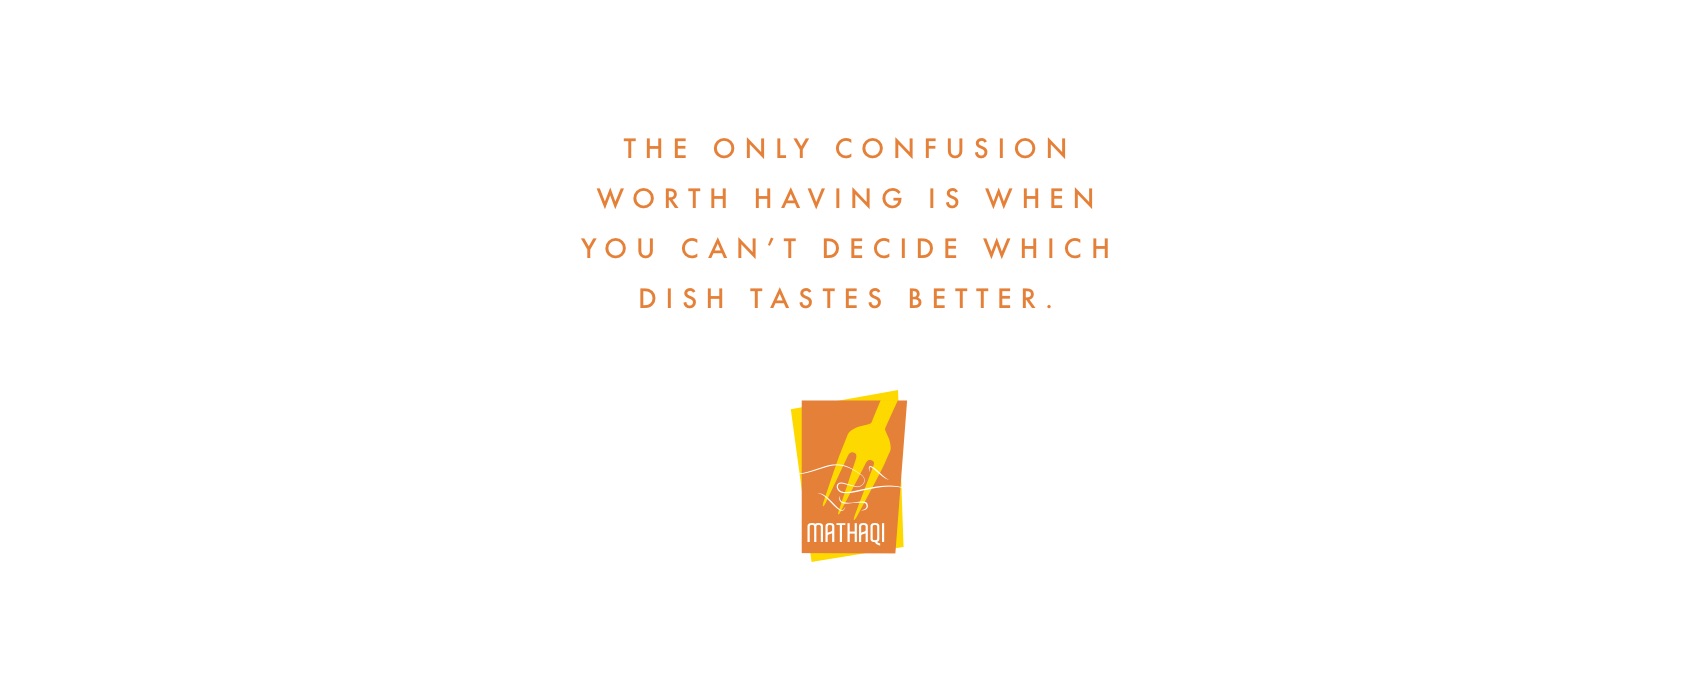 THE ONLY CONFUSION
WORTH HAVING IS WHEN
YOU CAN’T DECIDE WHICH
DISH TASTES BETTER.
MATHAQI